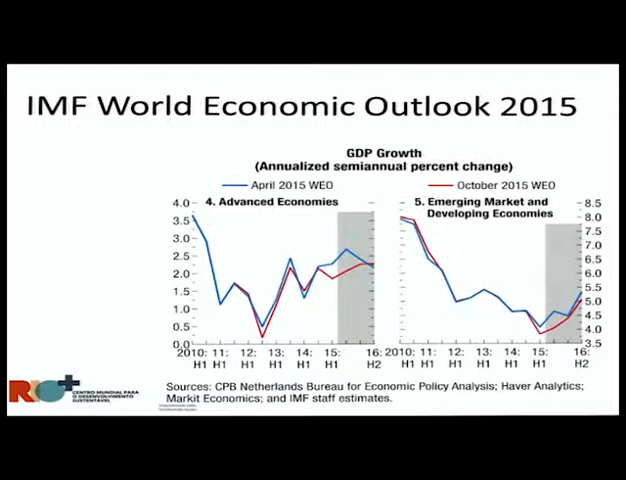 IMF World Economic Outlook 2015
GDP Growth
(Annualized semiannual percent change)
April 2015 WEO
October 2015 WEO
4. Advanced Economies
5. Emerging Market and
Developing Economies
4.0
3.5
3.0
2.5
2.0
1.5
1.0
0.5
0.0
8.5
8.0
7.5
7.0
6.5
6.0
5.5
5.0
4.5
4.0
3.5
2010: 11: 12: 13: 14: 15: 16:
H1 H1 H1 H1 H1 H1 H2
2010: 11: 12: 13: 14: 15: 16:
H1 H1 H1 H1 H1 H1 H2
Sources: CPB Netherlands Bureau for Economic Policy Analysis; Haver Analytics;
Markit Economics; and IMF staff estimates.
RIO+
CENTRO MUNDIAL PARA
O DESENVOLVIMENTO
SUSTENTÁVEL